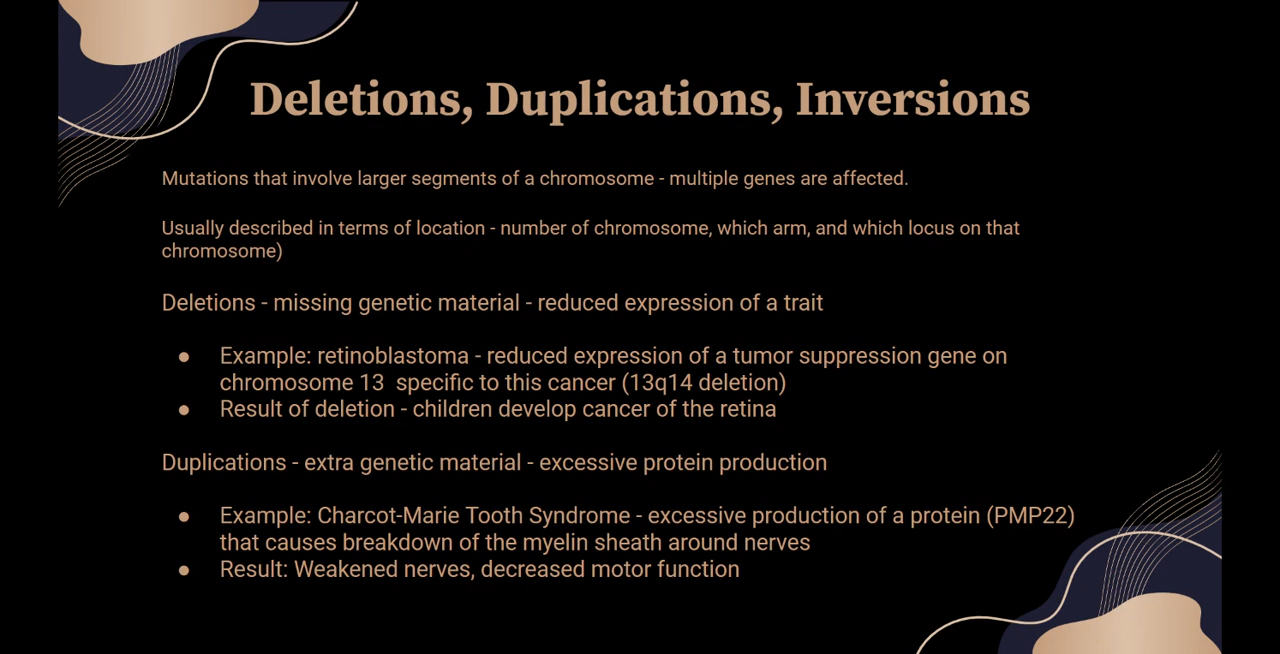 Deletions, Duplications, Inversions
Mutations that involve larger segments of a chromosome - multiple genes are affected.
Usually described in terms of location - number of chromosome, which arm, and which locus on that
chromosome)
Deletions - missing genetic material - reduced expression of a trait
● Example: retinoblastoma - reduced expression of a tumor suppression gene on
chromosome 13  specific to this cancer (13q14 deletion)
● Result of deletion - children develop cancer of the retina
Duplications - extra genetic material - excessive protein production
● Example: Charcot-Marie Tooth Syndrome - excessive production of a protein (PMP22)
that causes breakdown of the myelin sheath around nerves
● Result: Weakened nerves, decreased motor function